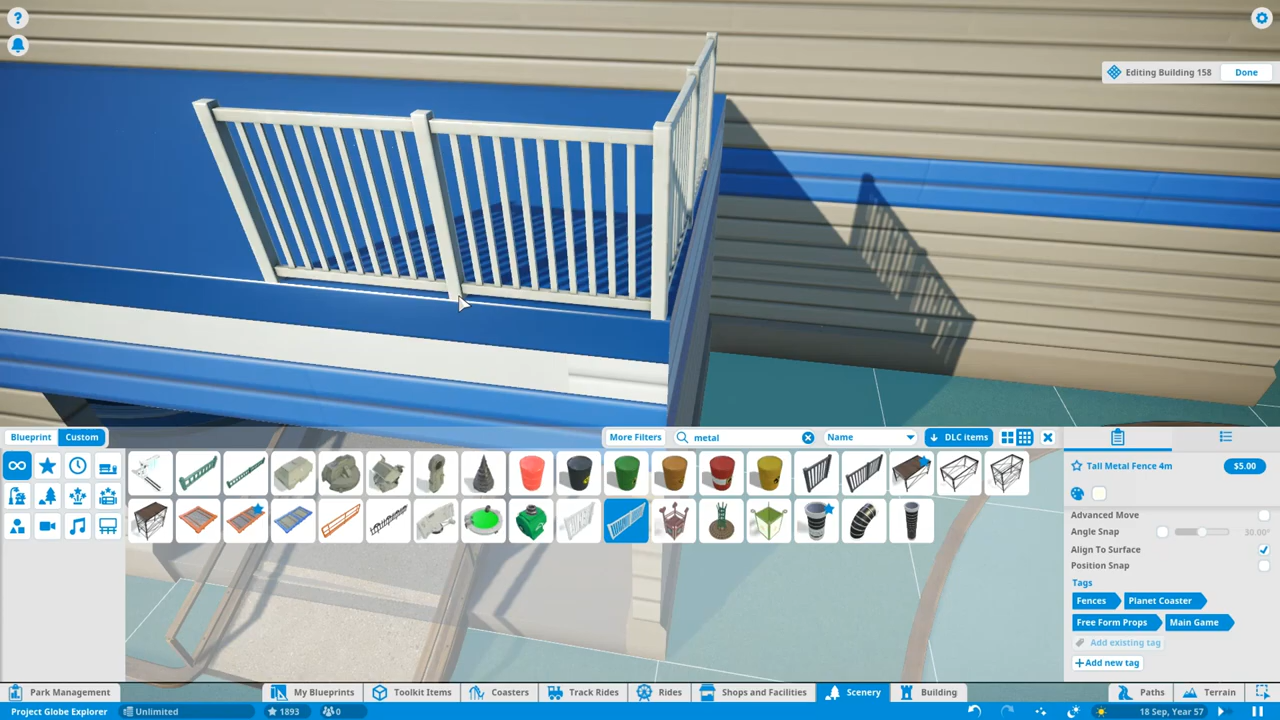 ?
Editing Building 158
Done
Blueprint
Custom
More Filters
metal
Name
DLC items
Tall Metal Fence 4m
$5.00
Advanced Move
Angle Snap
30.00°
Align To Surface
Position Snap
Tags
Fences
Planet Coaster
Free Form Props
Main Game
Add existing tag
+Add new tag
Park Management
My Blueprints
Toolkit Items
Coasters
Track Rides
Rides
Shops and Facilities
Scenery
Building
Paths
Terrain
Project Globe Explorer
Unlimited
1893
0
18 Sep, Year 57